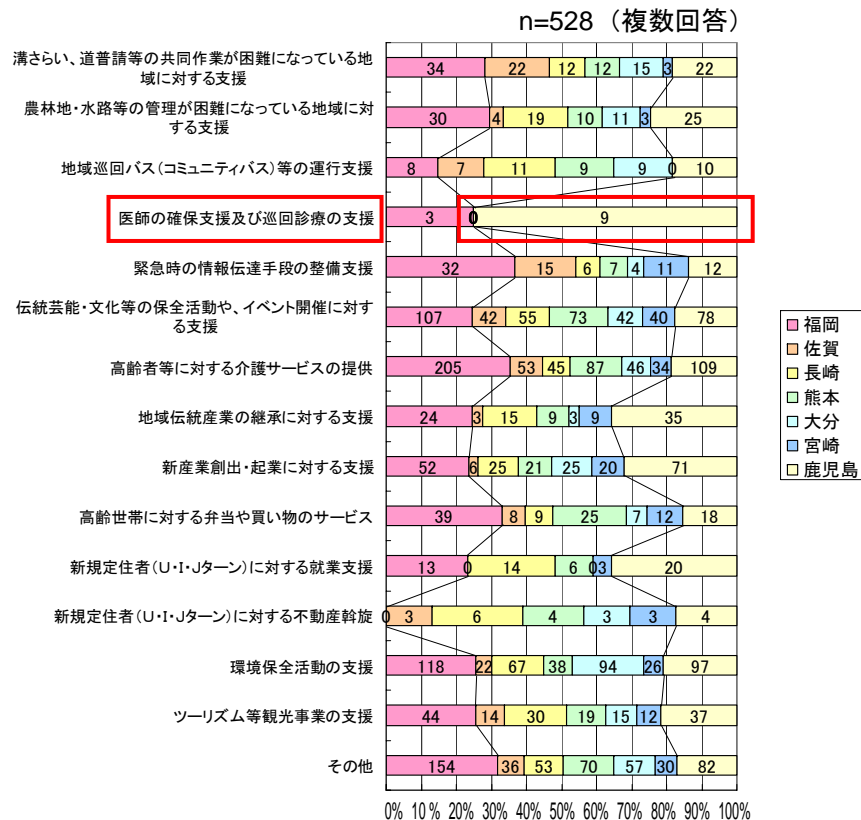 n=528（複数回答）
溝さらい、道普請等の共同作業が困難になっている地
域に対する支援
34 22 12 12 15 3 22
農林地・水路等の管理が困難になっている地域に対
する支援
30 4 19 10 11 3 25
地域巡回バス（コミュニティバス）等の運行支援
8 7 11 9 9 0 10
医師の確保支援及び巡回診療の支援
3 0 9
緊急時の情報伝達手段の整備支援
32 15 6 7 4 11 12
伝統芸能・文化等の保全活動や、イベント開催に対す
る支援
107 42 55 73 42 40 78
高齢者等に対する介護サービスの提供
205 53 45 87 46 34 109
地域伝統産業の継承に対する支援
24 3 15 9 3 9 35
新産業創出・起業に対する支援
52 6 25 21 25 20 71
高齢世帯に対する弁当や買い物のサービス
39 8 9 25 7 12 18
新規定住者（U・I・Jターン）に対する就業支援
13 0 14 6 0 3 20
新規定住者（U・I・Jターン）に対する不動産斡旋
0 3 6 4 3 3 4
環境保全活動の支援
118 22 67 38 94 26 97
ツーリズム等観光事業の支援
44 14 30 19 15 12 37
その他
154 36 53 70 57 30 82
0% 10% 20% 30% 40% 50% 60% 70% 80% 90% 100%
福岡
佐賀
長崎
熊本
大分
宮崎
鹿児島